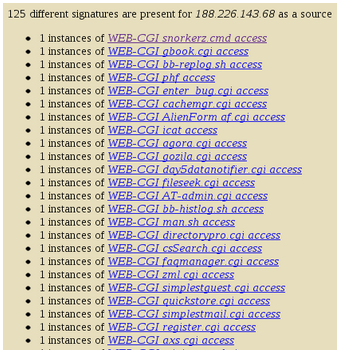 125 different signatures are present for 188.226.143.68 as a source
1 instances of WEB-CGI snorkerz.cmd access
1 instances of WEB-CGI gbook.cgi access
1 instances of WEB-CGI bb-replog.sh access
1 instances of WEB-CGI phf access
1 instances of WEB-CGI enter_bug.cgi access
1 instances of WEB-CGI cachemgr.cgi access
1 instances of WEB-CGI AlienForm af.cgi access
1 instances of WEB-CGI icat access
1 instances of WEB-CGI agora.cgi access
1 instances of WEB-CGI gozila.cgi access
1 instances of WEB-CGI day5datanotifier.cgi access
1 instances of WEB-CGI fileseek.cgi access
1 instances of WEB-CGI AT-admin.cgi access
1 instances of WEB-CGI bb-histlog.sh access
1 instances of WEB-CGI man.sh access
1 instances of WEB-CGI directorypro.cgi access
1 instances of WEB-CGI csSearch.cgi access
1 instances of WEB-CGI faqmanager.cgi access
1 instances of WEB-CGI zml.cgi access
1 instances of WEB-CGI simplestguest.cgi access
1 instances of WEB-CGI quickstore.cgi access
1 instances of WEB-CGI simplestmail.cgi access
1 instances of WEB-CGI register.cgi access
1 instances of WEB-CGI axs.cgi access